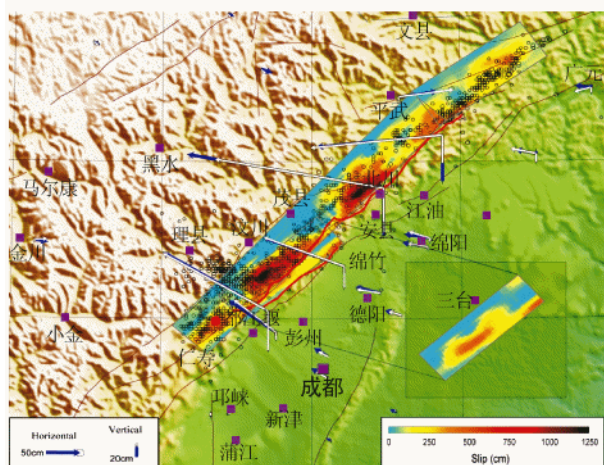 文县
广元
平武
黑水
马尔康
北川
茂县
江油
安县
汶川
理县
绵阳
金川
绵竹
三台
德阳
小金
都江堰
彭州
仁寿
成都
邛崃
新津
蒲江
Horizontal
Vertical
50cm
20cm
0 250 500 750 1000 1250
Slip (cm)